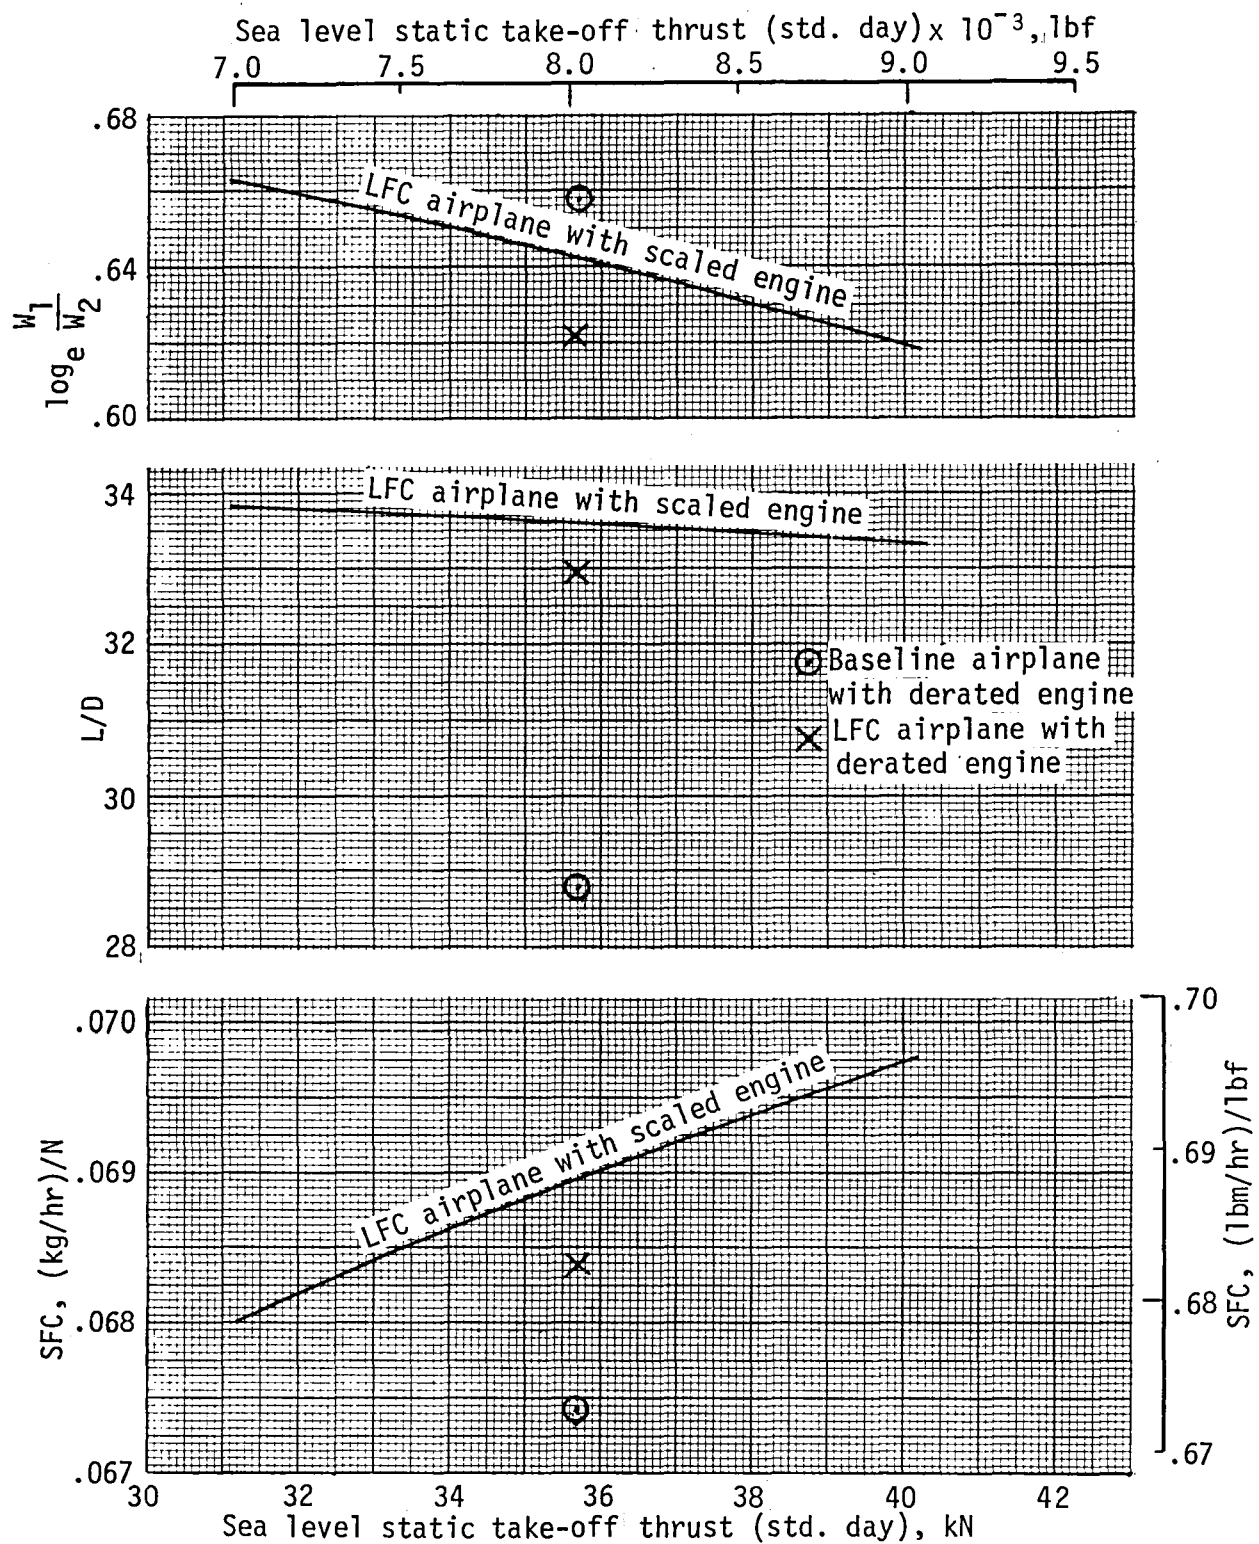 Sea level static take-off thrust (std. day) x 10⁻³, lbf
7.0 7.5 8.0 8.5 9.0 9.5
.68
.64
.60
logₑ W₁/W₂
LFC airplane with scaled engine
34
32
30
28
L/D
LFC airplane with scaled engine
Baseline airplane
with derated engine
LFC airplane with
derated engine
.070
.069
.068
.067
SFC, (kg/hr)/N
LFC airplane with scaled engine
.70
.69
.68
.67
SFC, (lbm/hr)/lbf
30 32 34 36 38 40 42
Sea level static take-off thrust (std. day), kN